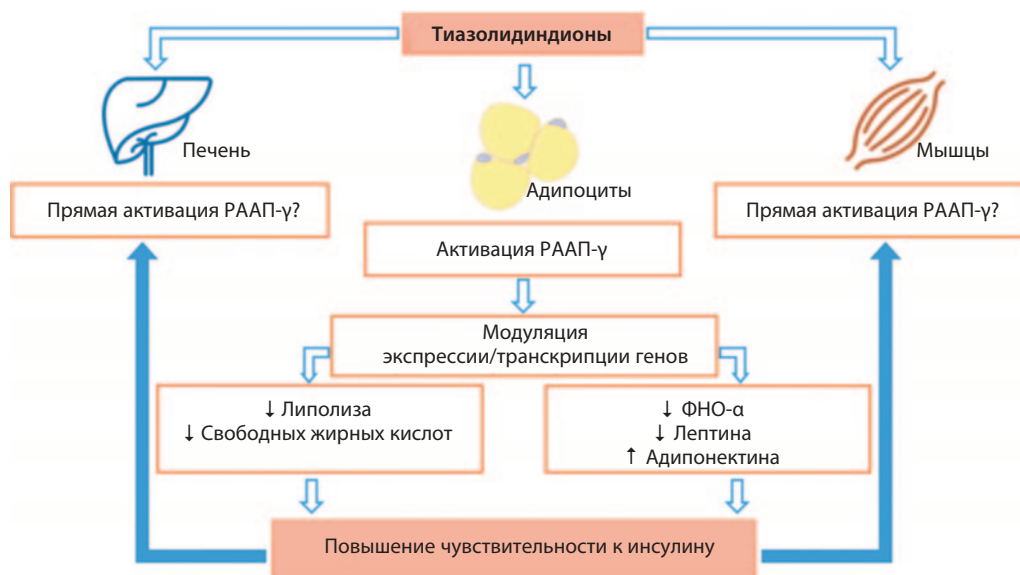 Тиазолидиндионы
Печень
Адипоциты
Мышцы
Прямая активация РААП-γ?
Активация РААП-γ
Прямая активация РААП-γ?
Модуляция
экспрессии/транскрипции генов
↓ Липолиза
↓ Свободных жирных кислот
↓ ФНО-α
↓ Лептина
↑ Адипонектина
Повышение чувствительности к инсулину